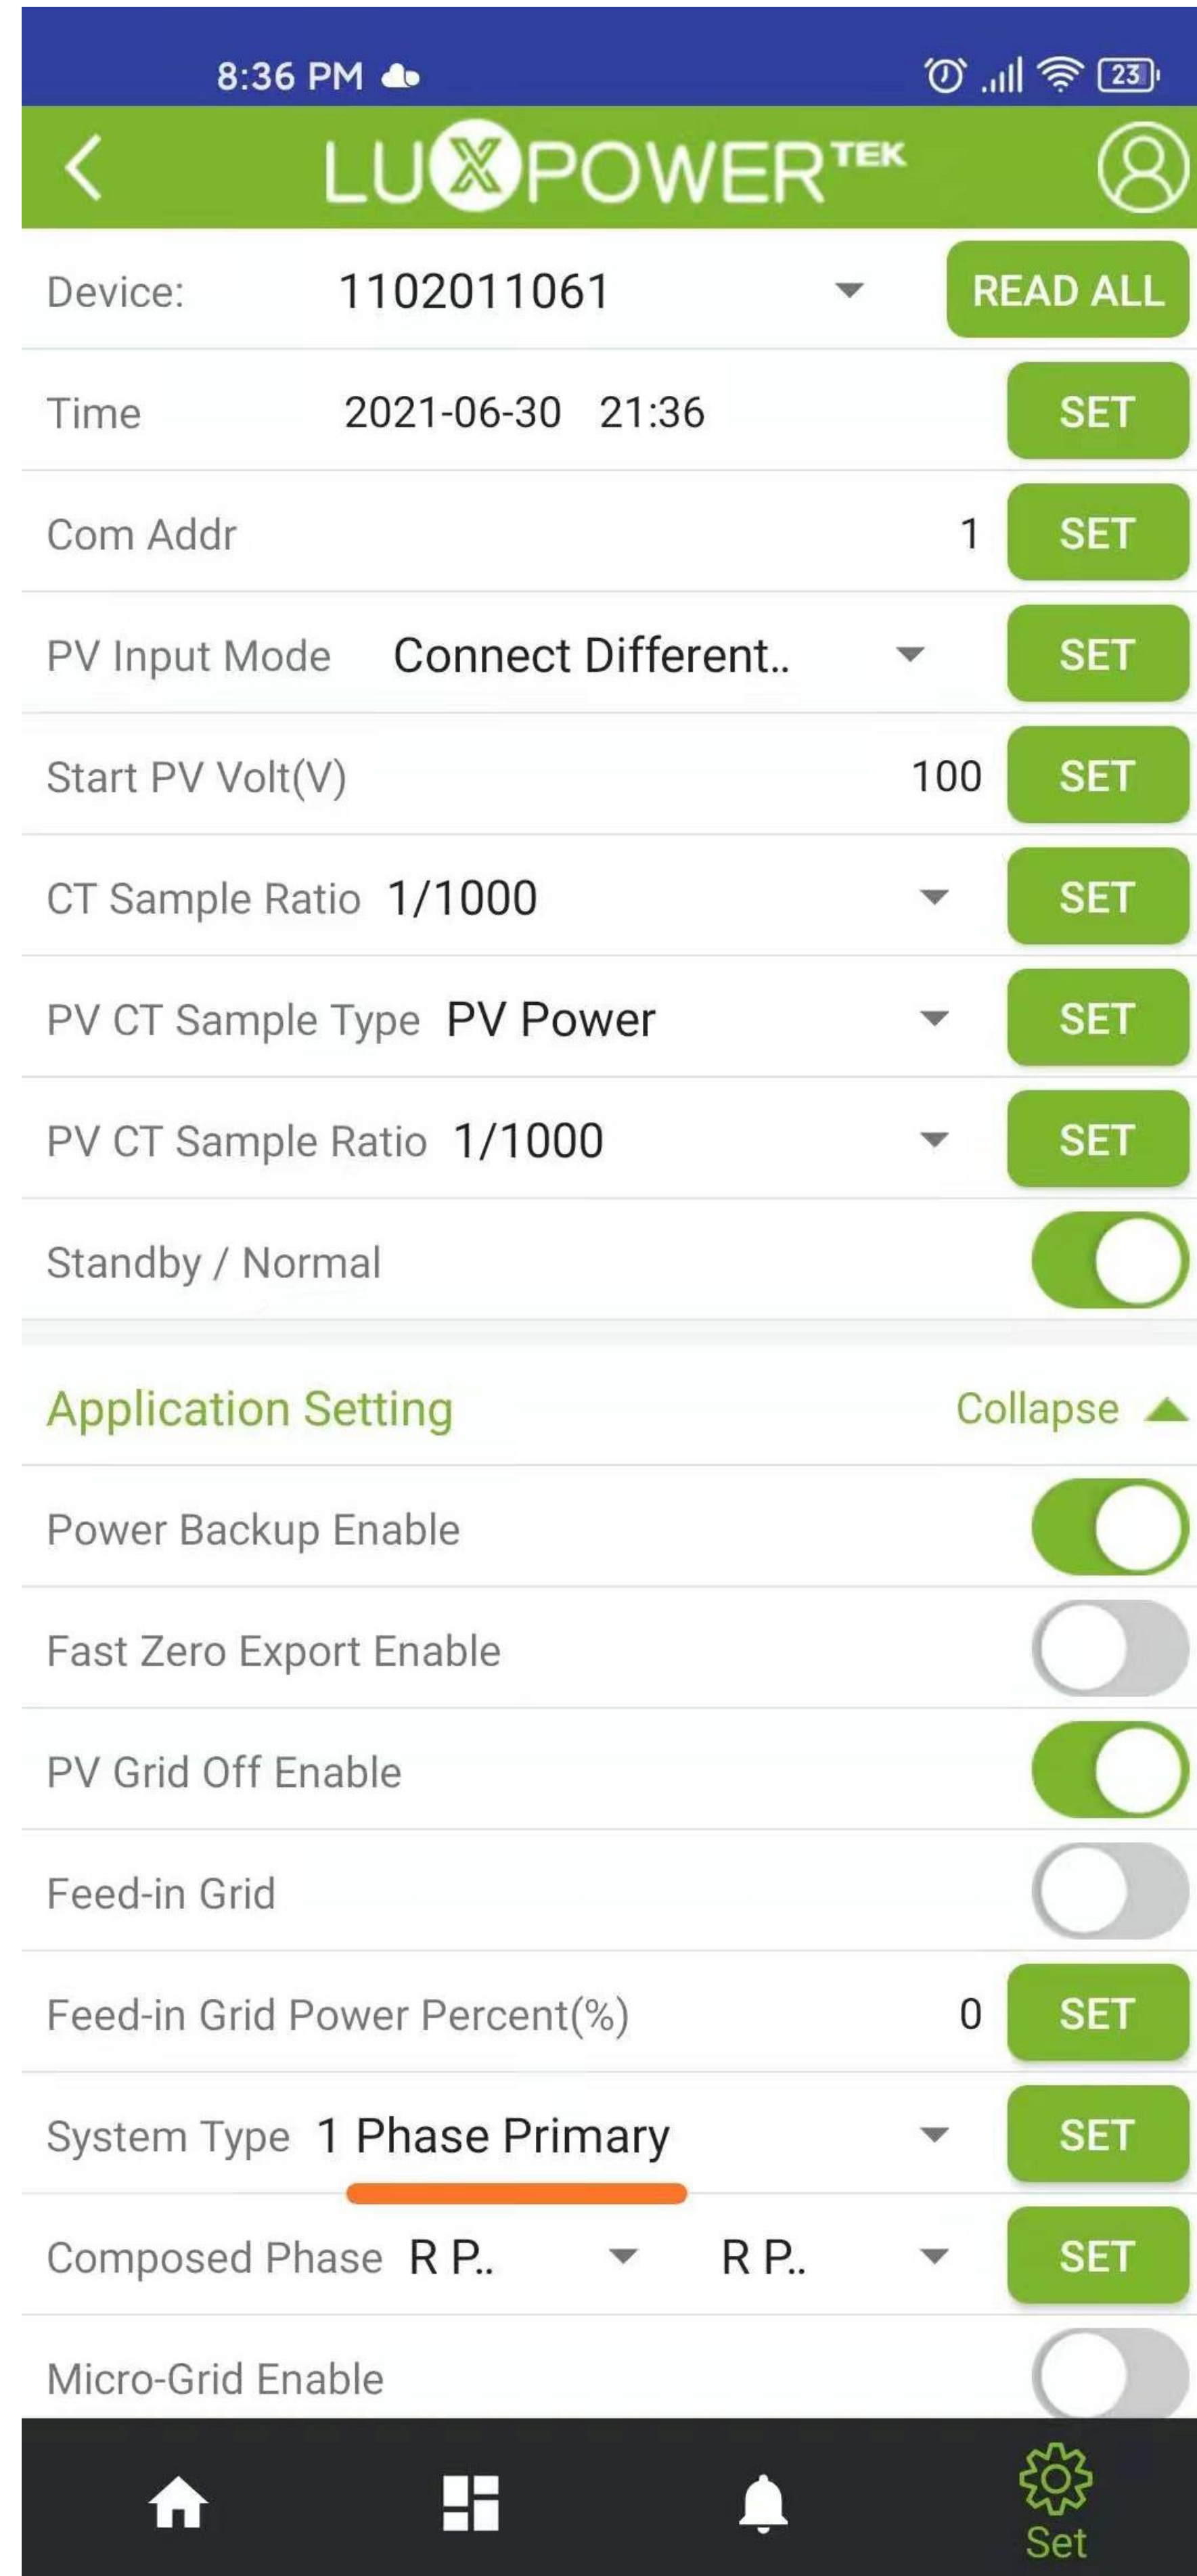 8:36 PM 23
LUXPOWERTEK
Device: 1102011061 READ ALL
Time 2021-06-30 21:36 SET
Com Addr 1 SET
PV Input Mode Connect Different.. SET
Start PV Volt(V) 100 SET
CT Sample Ratio 1/1000 SET
PV CT Sample Type PV Power SET
PV CT Sample Ratio 1/1000 SET
Standby / Normal
Application Setting Collapse
Power Backup Enable
Fast Zero Export Enable
PV Grid Off Enable
Feed-in Grid
Feed-in Grid Power Percent(%) 0 SET
System Type 1 Phase Primary SET
Composed Phase R P.. R P.. SET
Micro-Grid Enable
Set